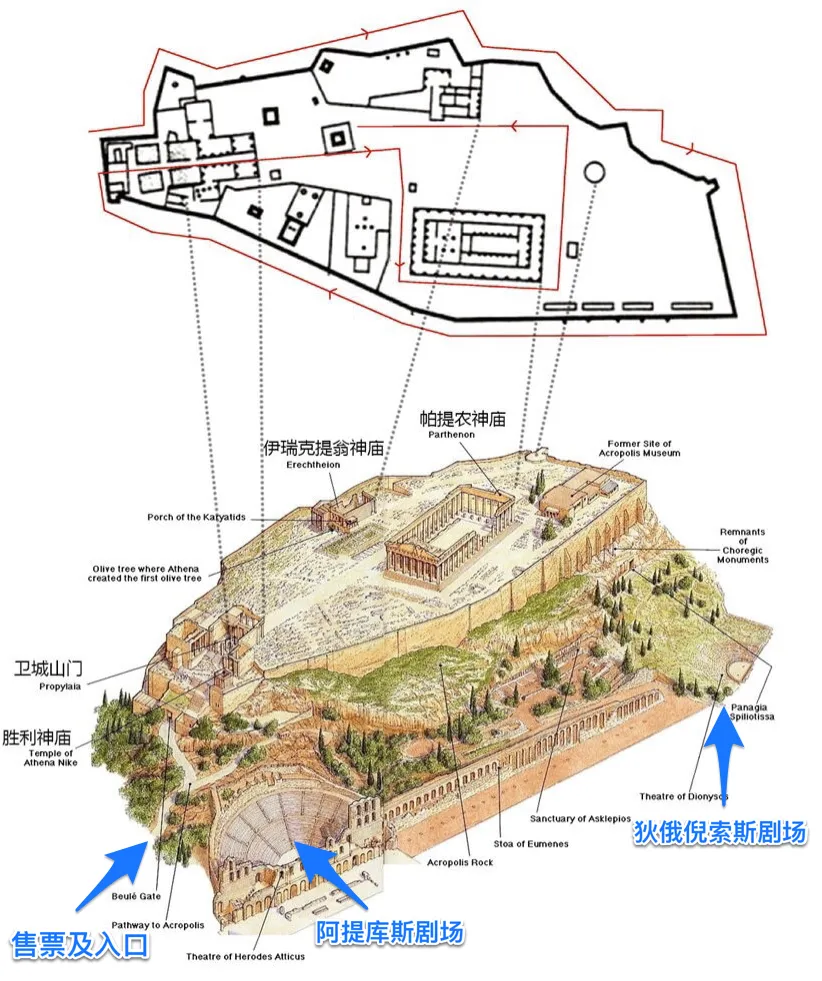 帕提农神庙
Parthenon
伊瑞克提翁神庙
Erechtheion
Former Site of
Acropolis Museum
Porch of the Karyatids
Remnants
of
Choregic
Monuments
Olive tree where Athena
created the first olive tree
卫城山门
Propylaia
胜利神庙
Temple of
Athena Nike
Panagia
Spiliotissa
Theatre of Dionysos
狄俄倪索斯剧场
Sanctuary of Asklepios
Stoa of Eumenes
Acropolis Rock
Beulé Gate
Pathway to Acropolis
售票及入口
阿提库斯剧场
Theatre of Herodes Atticus